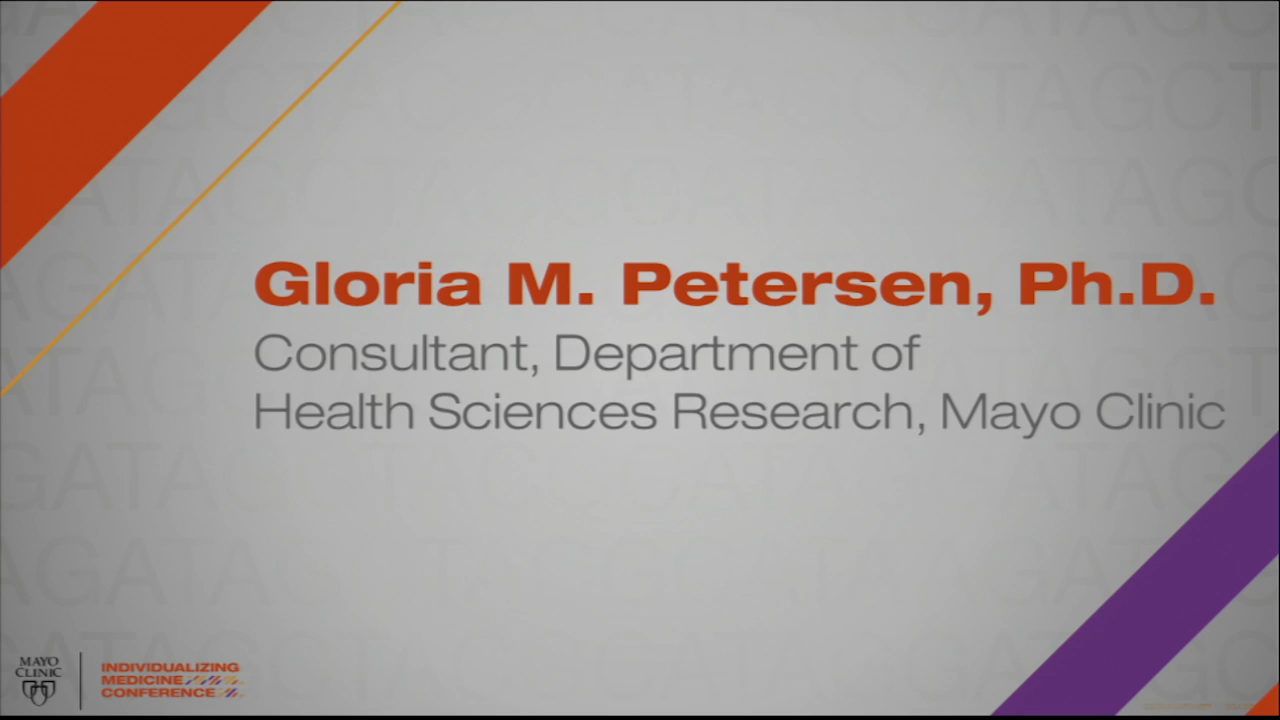 Gloria M. Petersen, Ph.D.
Consultant, Department of
Health Sciences Research, Mayo Clinic
MAYO
CLINIC
INDIVIDUALIZING
MEDICINE
CONFERENCE